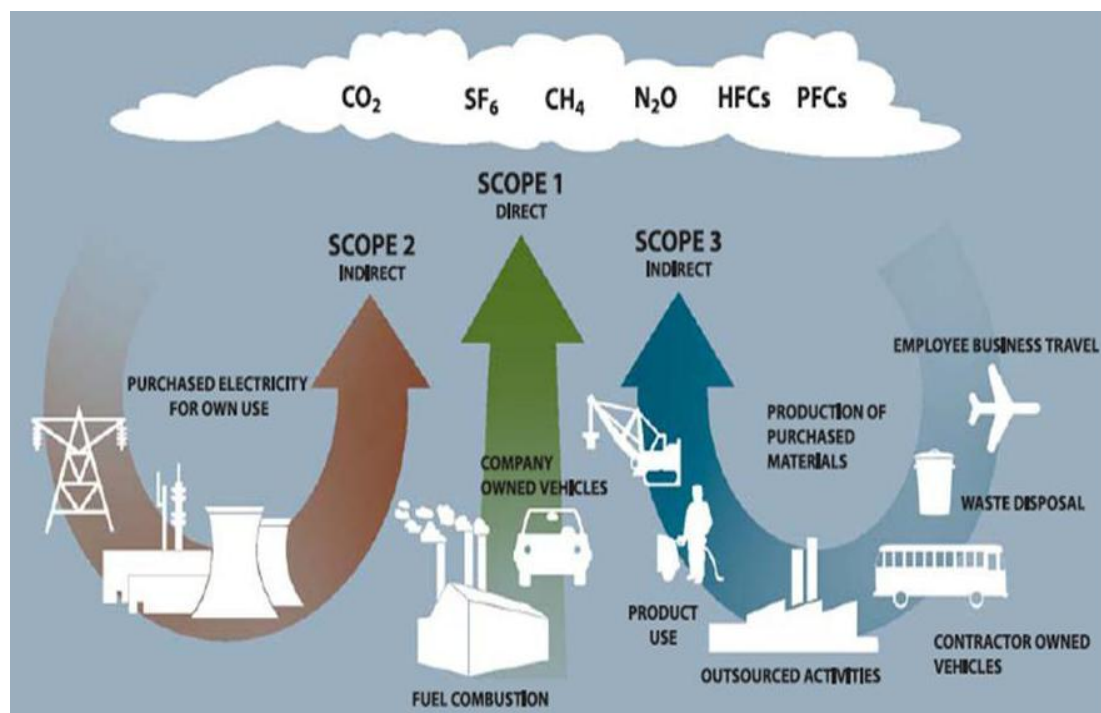 CO₂ SF₆ CH₄ N₂O HFCs PFCs
SCOPE 1
DIRECT
SCOPE 2
INDIRECT
SCOPE 3
INDIRECT
PURCHASED ELECTRICITY
FOR OWN USE
COMPANY
OWNED VEHICLES
FUEL COMBUSTION
EMPLOYEE BUSINESS TRAVEL
PRODUCTION OF
PURCHASED
MATERIALS
WASTE DISPOSAL
PRODUCT
USE
OUTSOURCED ACTIVITIES
CONTRACTOR OWNED
VEHICLES